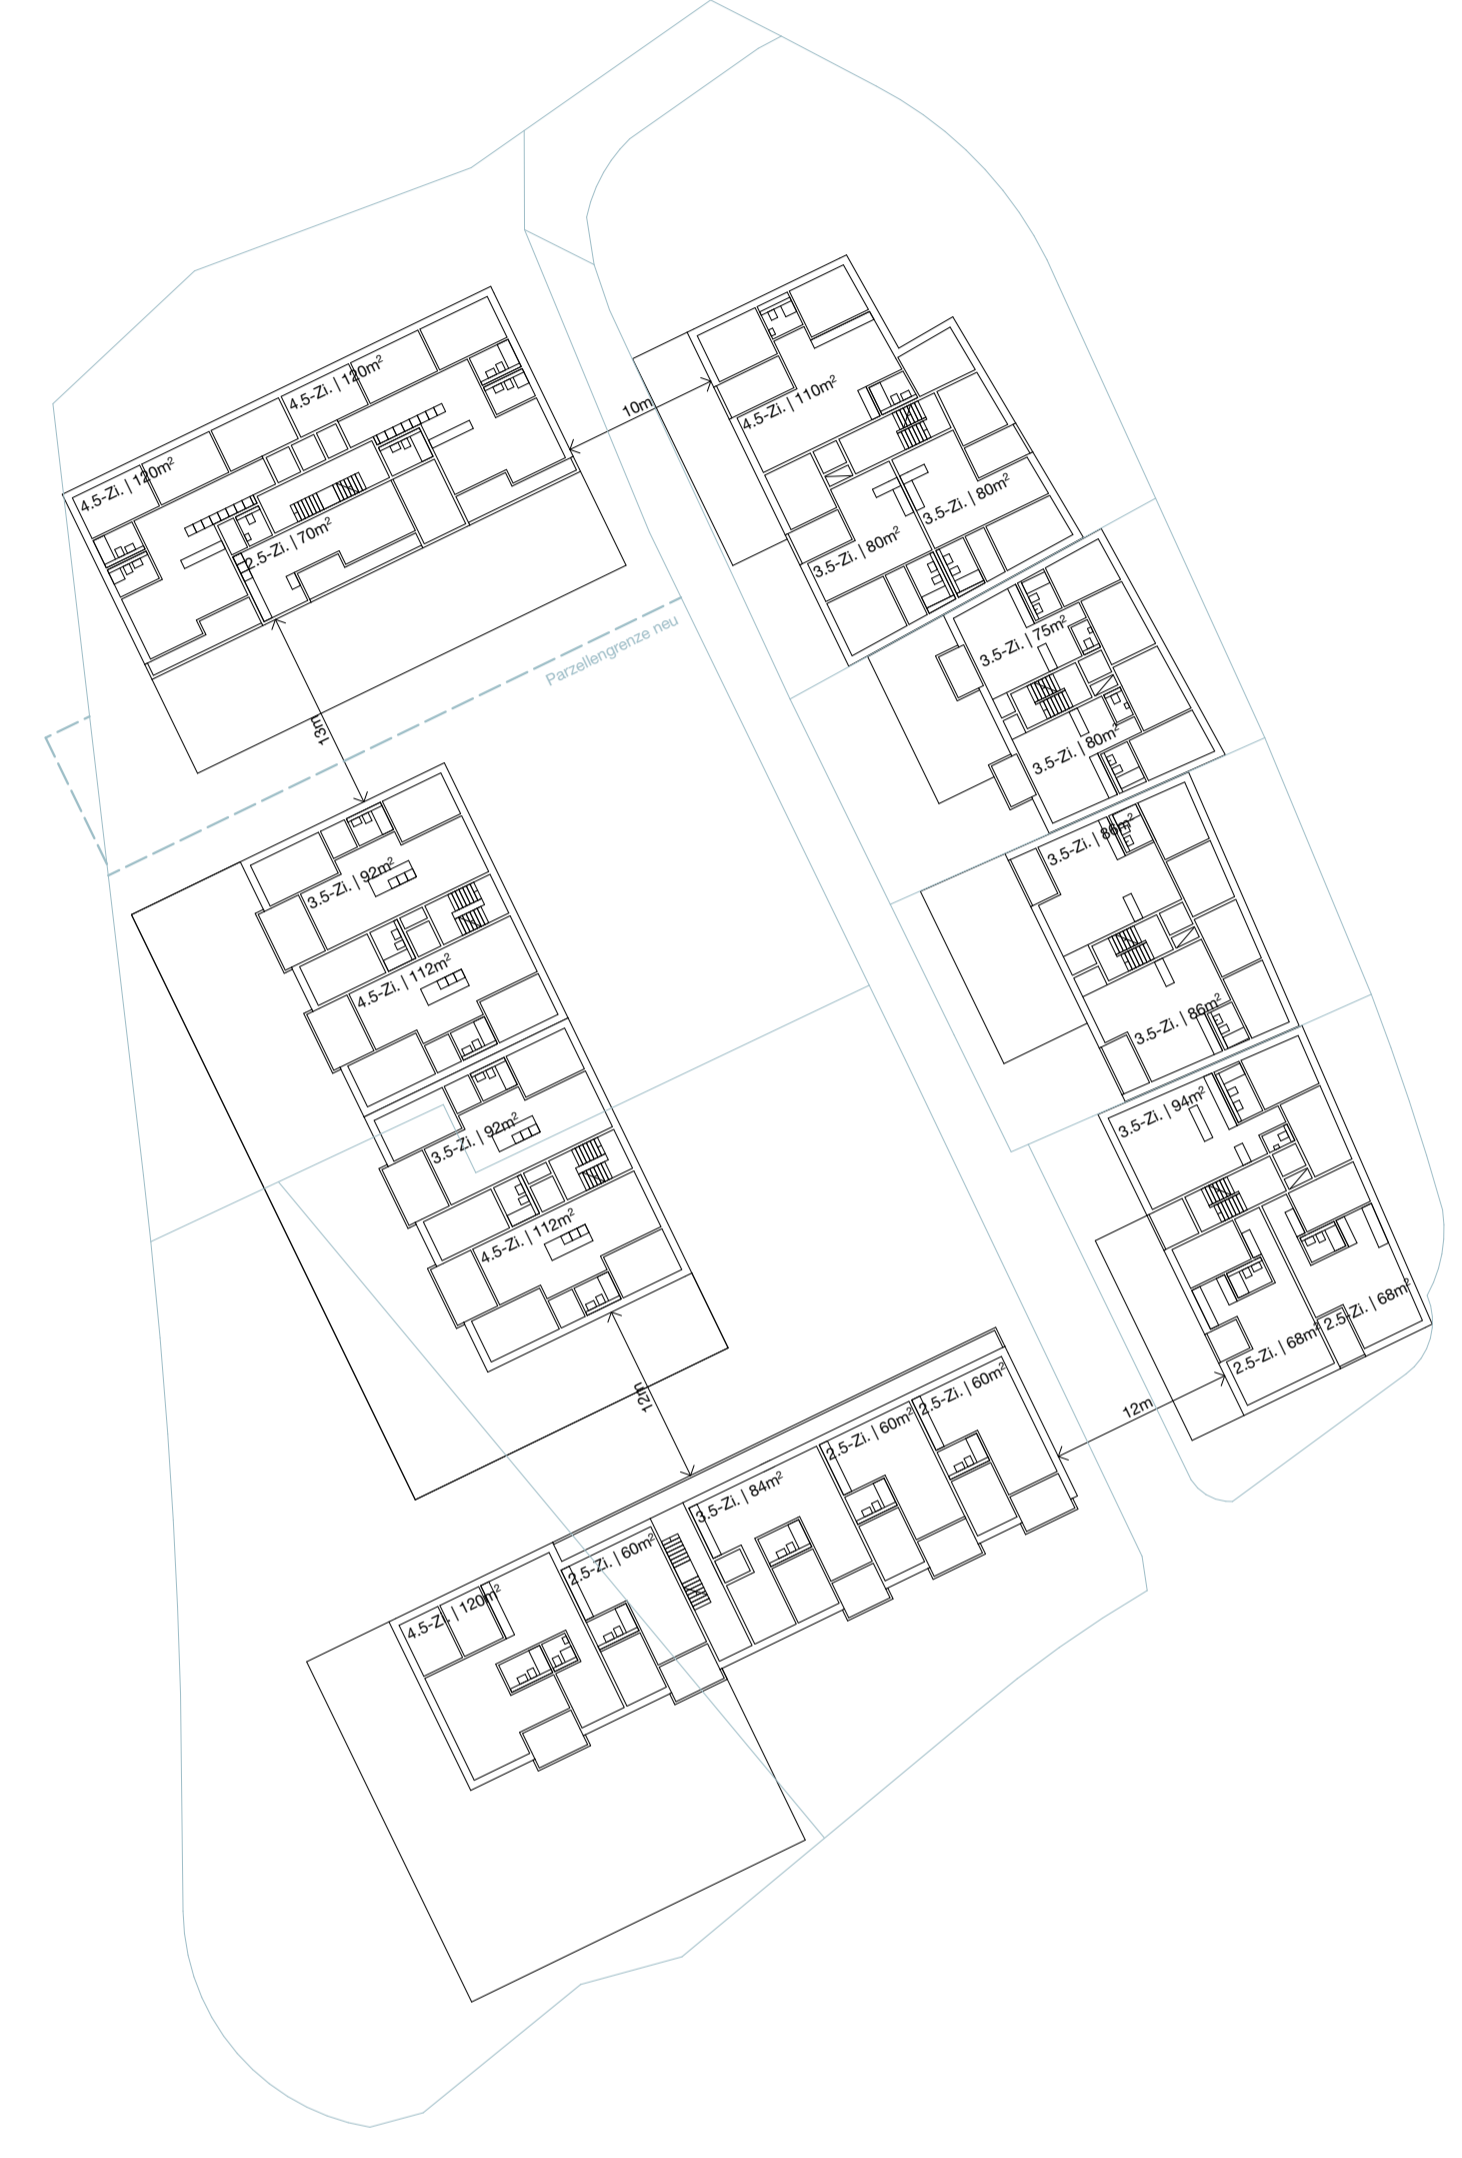 4.5-Zi. | 120m²
4.5-Zi. | 120m²
2.5-Zi. | 70m²
10m
4.5-Zi. | 110m²
3.5-Zi. | 80m²
3.5-Zi. | 80m²
Parzellengrenze neu
13m
3.5-Zi. | 75m²
3.5-Zi. | 80m²
3.5-Zi. | 92m²
4.5-Zi. | 112m²
3.5-Zi. | 86m²
3.5-Zi. | 86m²
3.5-Zi. | 92m²
4.5-Zi. | 112m²
3.5-Zi. | 94m²
2.5-Zi. | 68m²
2.5-Zi. | 68m²
12m
12m
4.5-Zi. | 120m²
2.5-Zi. | 60m²
3.5-Zi. | 84m²
2.5-Zi. | 60m²
2.5-Zi. | 60m²